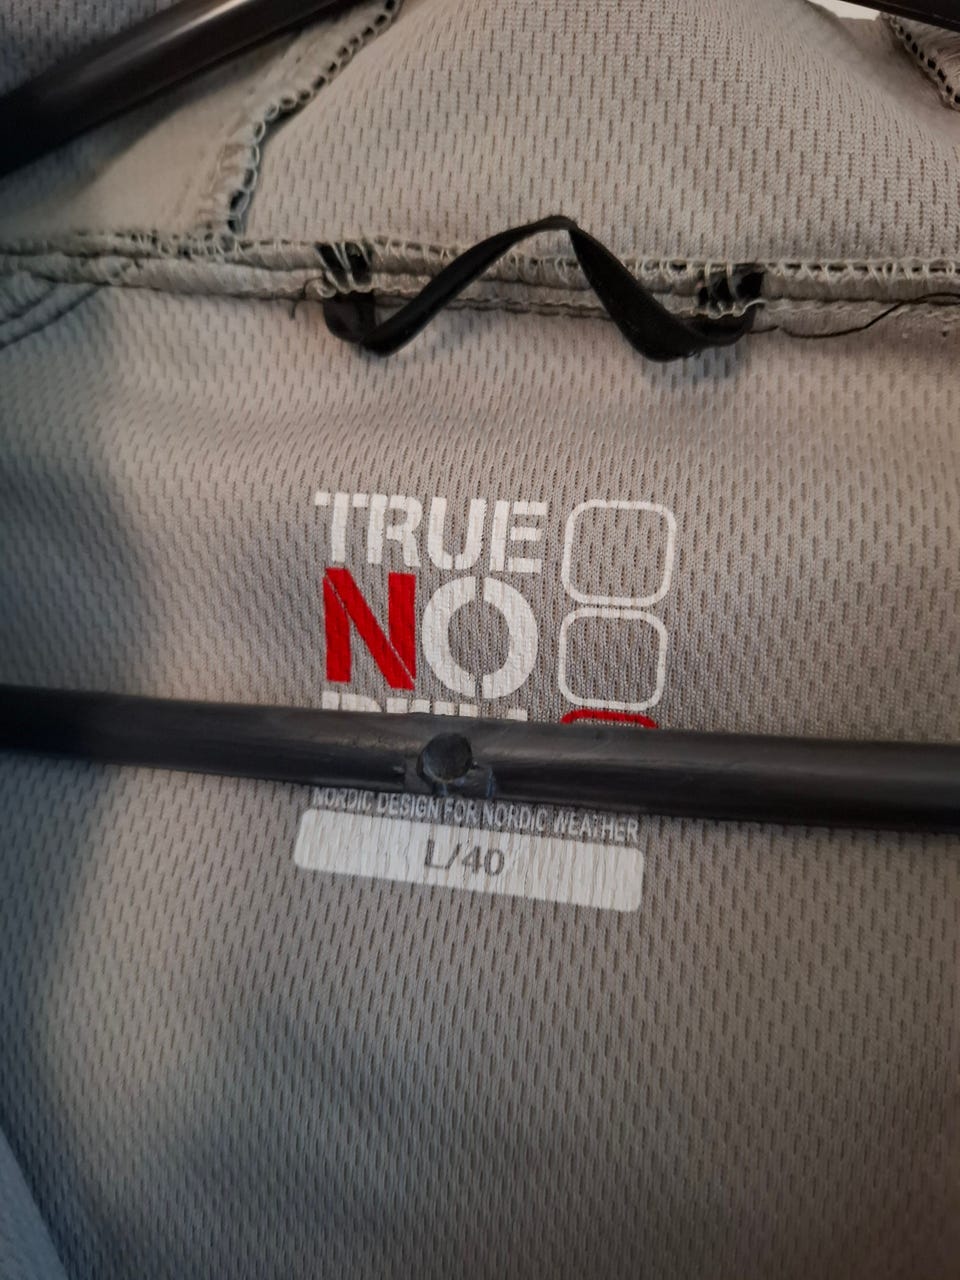 TRUE
NO
NORDIC DESIGN FOR NORDIC WEATHER
L/40